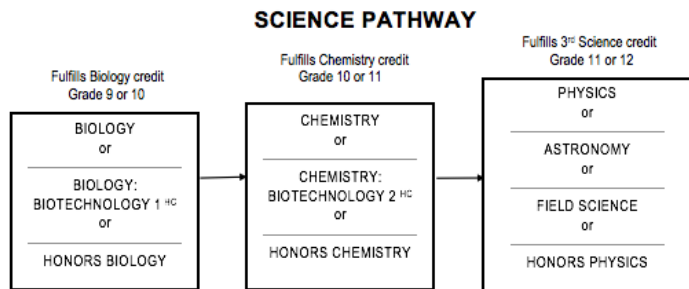 SCIENCE PATHWAY
Fulfills Biology credit
Grade 9 or 10
BIOLOGY
or
BIOLOGY:
BIOTECHNOLOGY 1 HC
or
HONORS BIOLOGY
Fulfills Chemistry credit
Grade 10 or 11
CHEMISTRY
or
CHEMISTRY:
BIOTECHNOLOGY 2 HC
or
HONORS CHEMISTRY
Fulfills 3rd Science credit
Grade 11 or 12
PHYSICS
or
ASTRONOMY
or
FIELD SCIENCE
or
HONORS PHYSICS